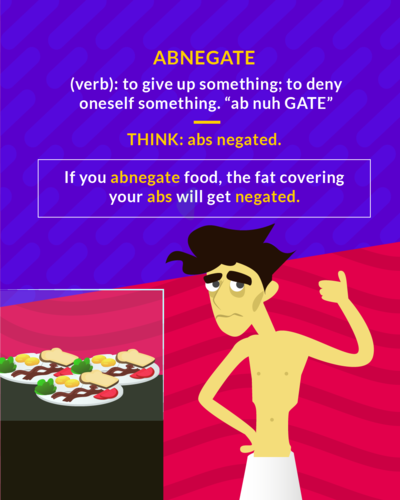 ABNEGATE
(verb): to give up something; to deny
oneself something. “ab nuh GATE”
THINK: abs negated.
If you abnegate food, the fat covering
your abs will get negated.